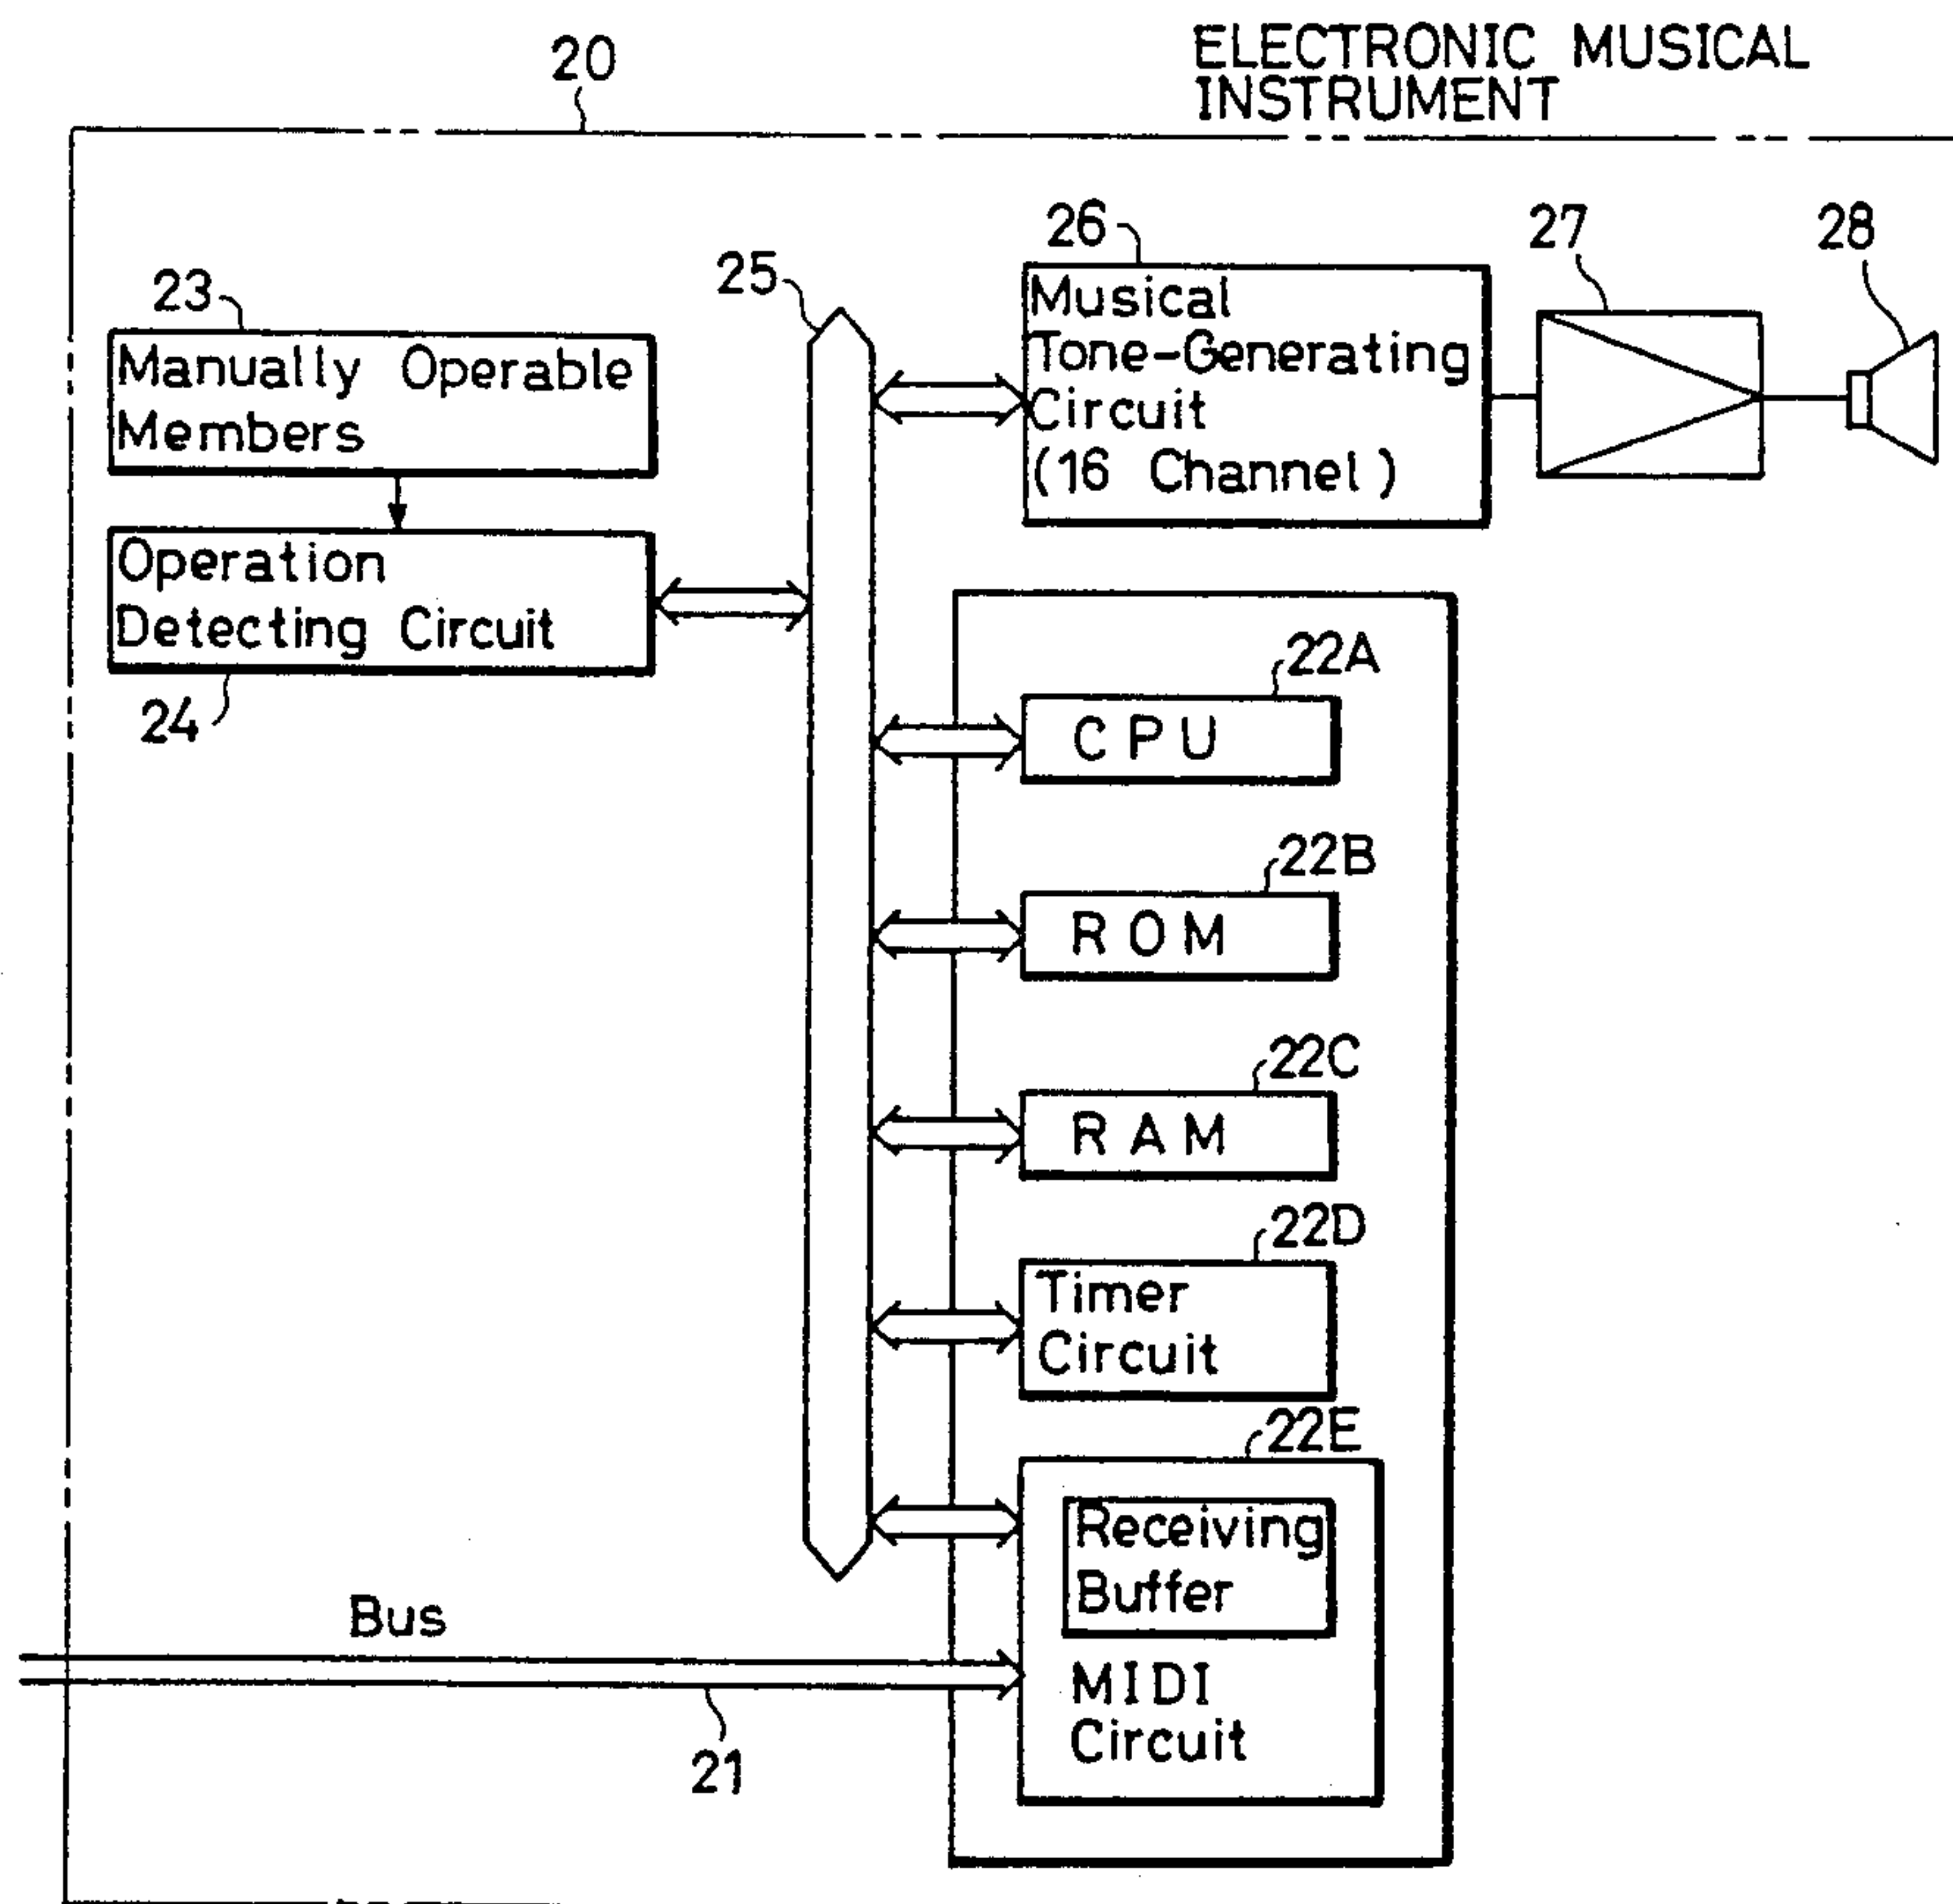 20
ELECTRONIC MUSICAL
INSTRUMENT
26
27
28
25
23
Musical
Tone-Generating
Circuit
(16 Channel)
Manually Operable
Members
Operation
Detecting Circuit
24
22A
CPU
22B
ROM
22C
RAM
22D
Timer
Circuit
22E
Receiving
Buffer
MIDI
Circuit
Bus
21